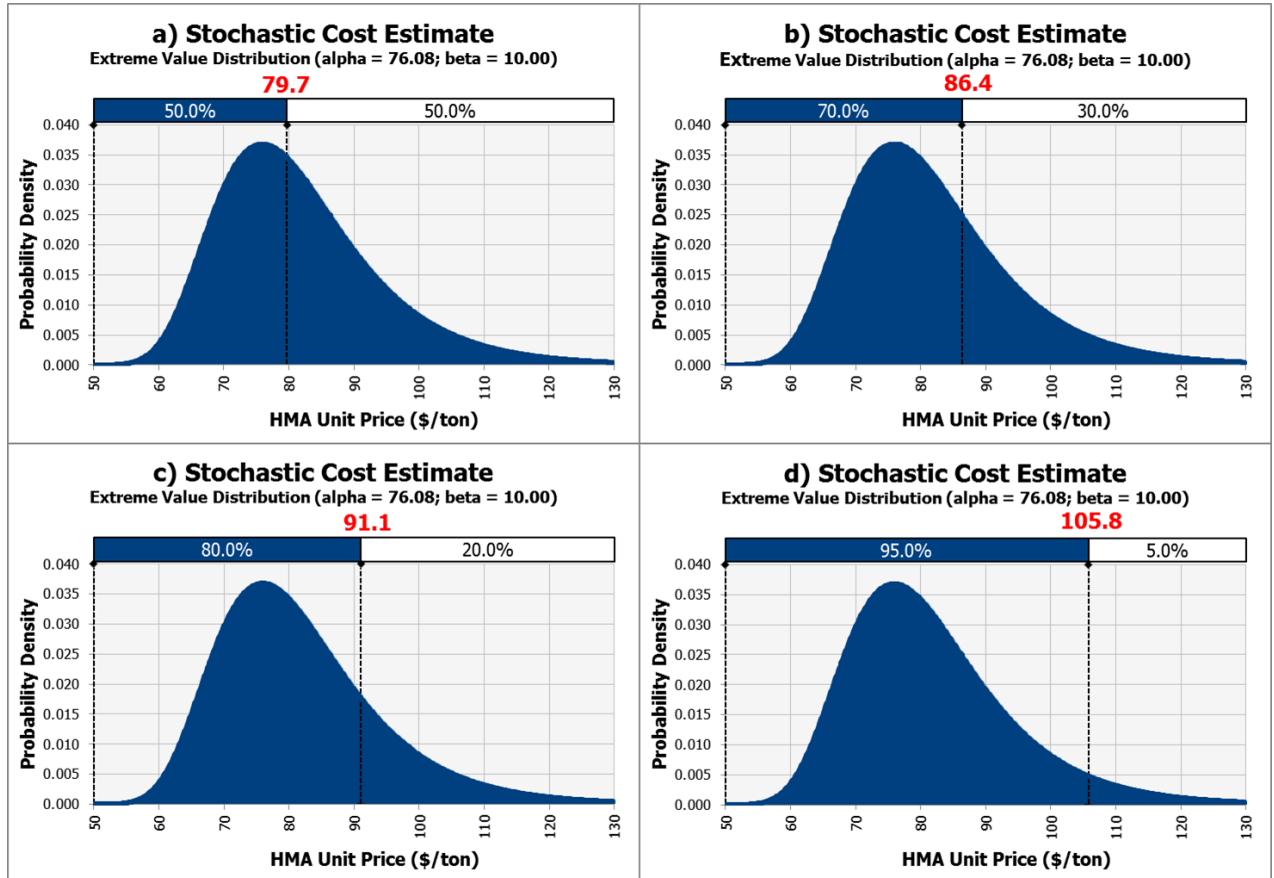 a) Stochastic Cost Estimate
Extreme Value Distribution (alpha = 76.08; beta = 10.00)
79.7
50.0% 50.0%
0.040
0.035
0.030
0.025
0.020
0.015
0.010
0.005
0.000
Probability Density
50 60 70 80 90 100 110 120 130
HMA Unit Price ($/ton)
b) Stochastic Cost Estimate
Extreme Value Distribution (alpha = 76.08; beta = 10.00)
86.4
70.0% 30.0%
0.040
0.035
0.030
0.025
0.020
0.015
0.010
0.005
0.000
Probability Density
50 60 70 80 90 100 110 120 130
HMA Unit Price ($/ton)
c) Stochastic Cost Estimate
Extreme Value Distribution (alpha = 76.08; beta = 10.00)
91.1
80.0% 20.0%
0.040
0.035
0.030
0.025
0.020
0.015
0.010
0.005
0.000
Probability Density
50 60 70 80 90 100 110 120 130
HMA Unit Price ($/ton)
d) Stochastic Cost Estimate
Extreme Value Distribution (alpha = 76.08; beta = 10.00)
105.8
95.0% 5.0%
0.040
0.035
0.030
0.025
0.020
0.015
0.010
0.005
0.000
Probability Density
50 60 70 80 90 100 110 120 130
HMA Unit Price ($/ton)